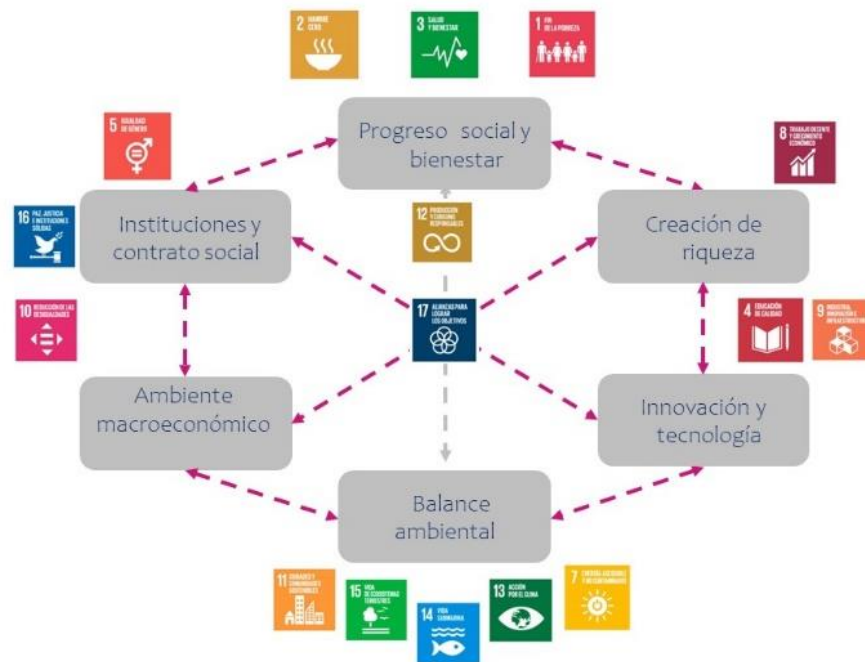 2 HAMBRE
CERO
3 SALUD
Y BIENESTAR
1 FIN
DE LA POBREZA
5 IGUALDAD
DE GÉNERO
Progreso social y
bienestar
8 TRABAJO DECENTE
Y CRECIMIENTO
ECONÓMICO
16 PAZ, JUSTICIA
E INSTITUCIONES
SÓLIDAS
Instituciones y
contrato social
12 PRODUCCIÓN
Y CONSUMO
RESPONSABLES
Creación de
riqueza
10 REDUCCIÓN DE LAS
DESIGUALDADES
17 ALIANZAS PARA
LOGRAR
LOS OBJETIVOS
4 EDUCACIÓN
DE CALIDAD
9 INDUSTRIA,
INNOVACIÓN E
INFRAESTRUCTURA
Ambiente
macroeconómico
Innovación y
tecnología
Balance
ambiental
11 CIUDADES Y
COMUNIDADES
SOSTENIBLES
15 VIDA
DE ECOSISTEMAS
TERRESTRES
14 VIDA
SUBMARINA
13 ACCIÓN
POR EL CLIMA
7 ENERGÍA ASEQUIBLE
Y NO CONTAMINANTE